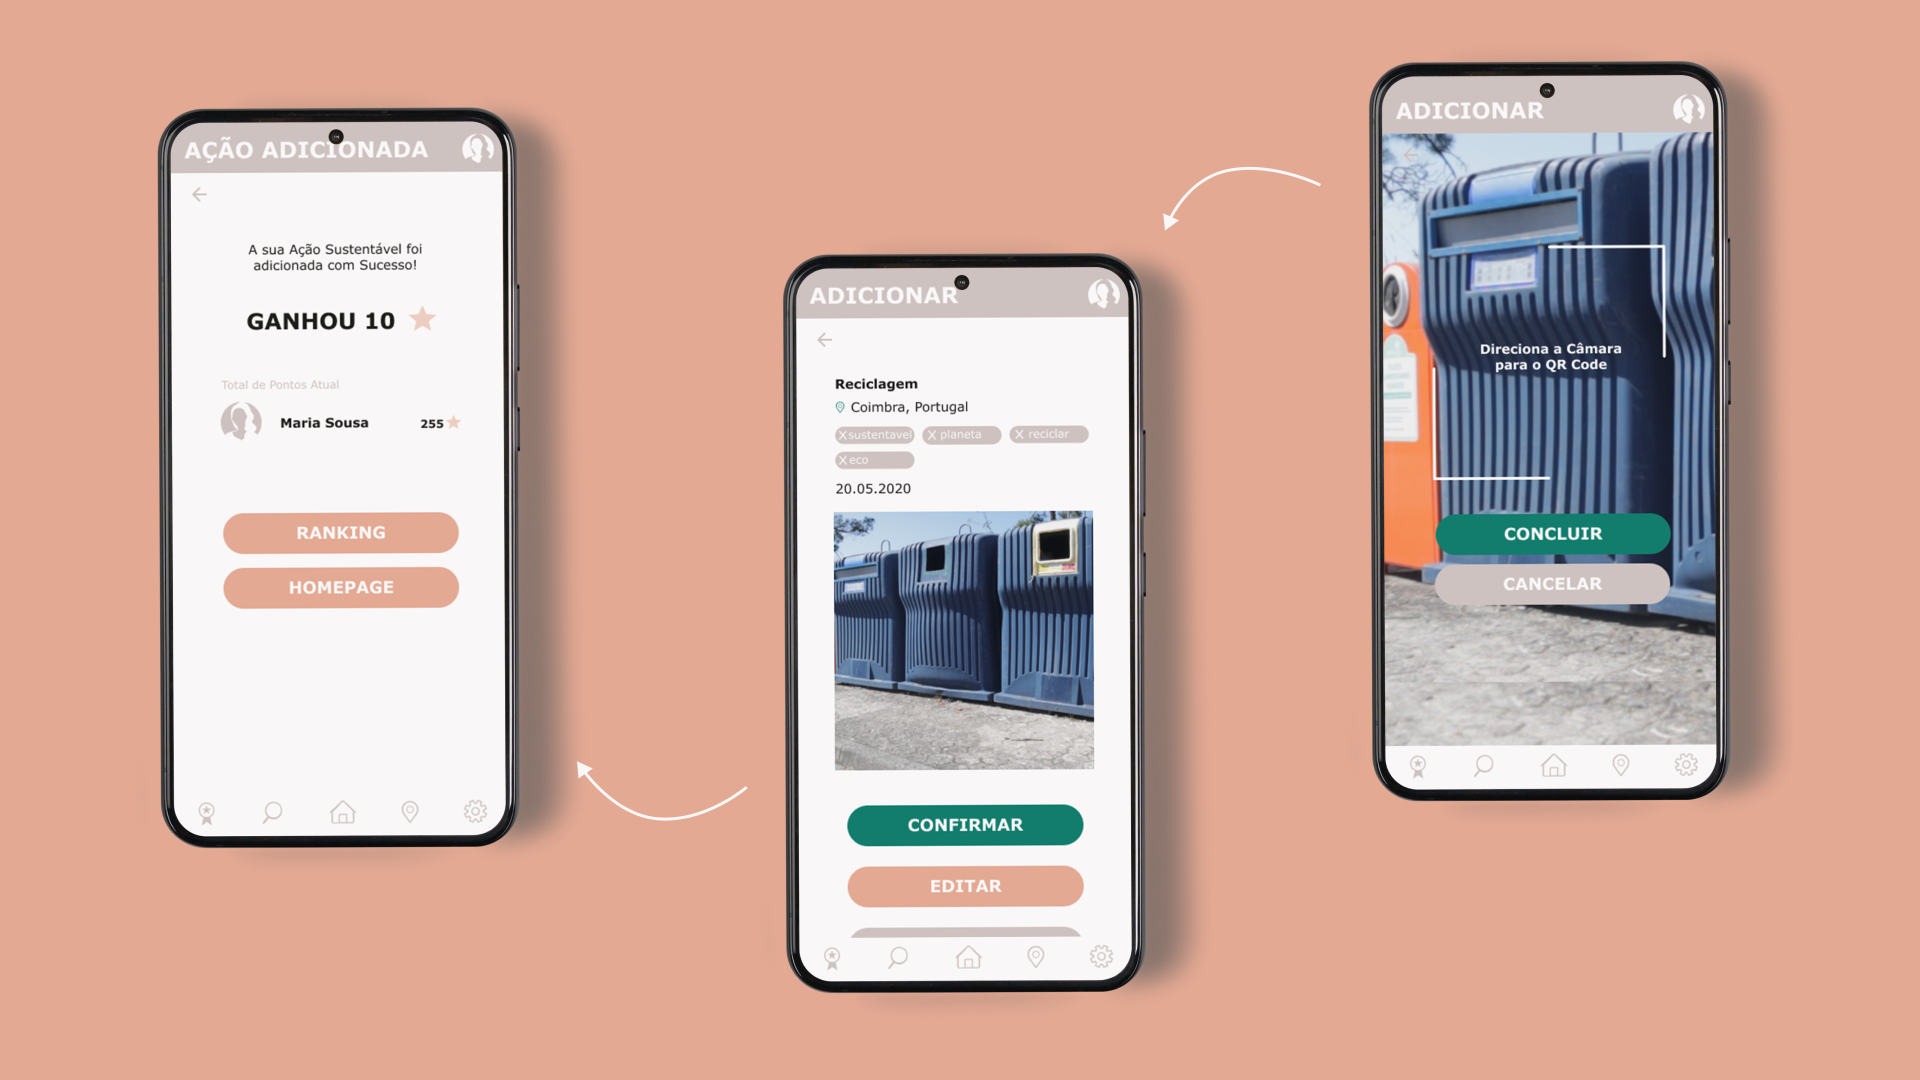 AÇÃO ADICIONADA
A sua Ação Sustentável foi
adicionada com Sucesso!
GANHOU 10
Total de Pontos Atual
Maria Sousa 255
RANKING
HOMEPAGE
ADICIONAR
Reciclagem
Coimbra, Portugal
X sustentavel X planeta X reciclar
X eco
20.05.2020
CONFIRMAR
EDITAR
ADICIONAR
Direciona a Câmara
para o QR Code
CONCLUIR
CANCELAR